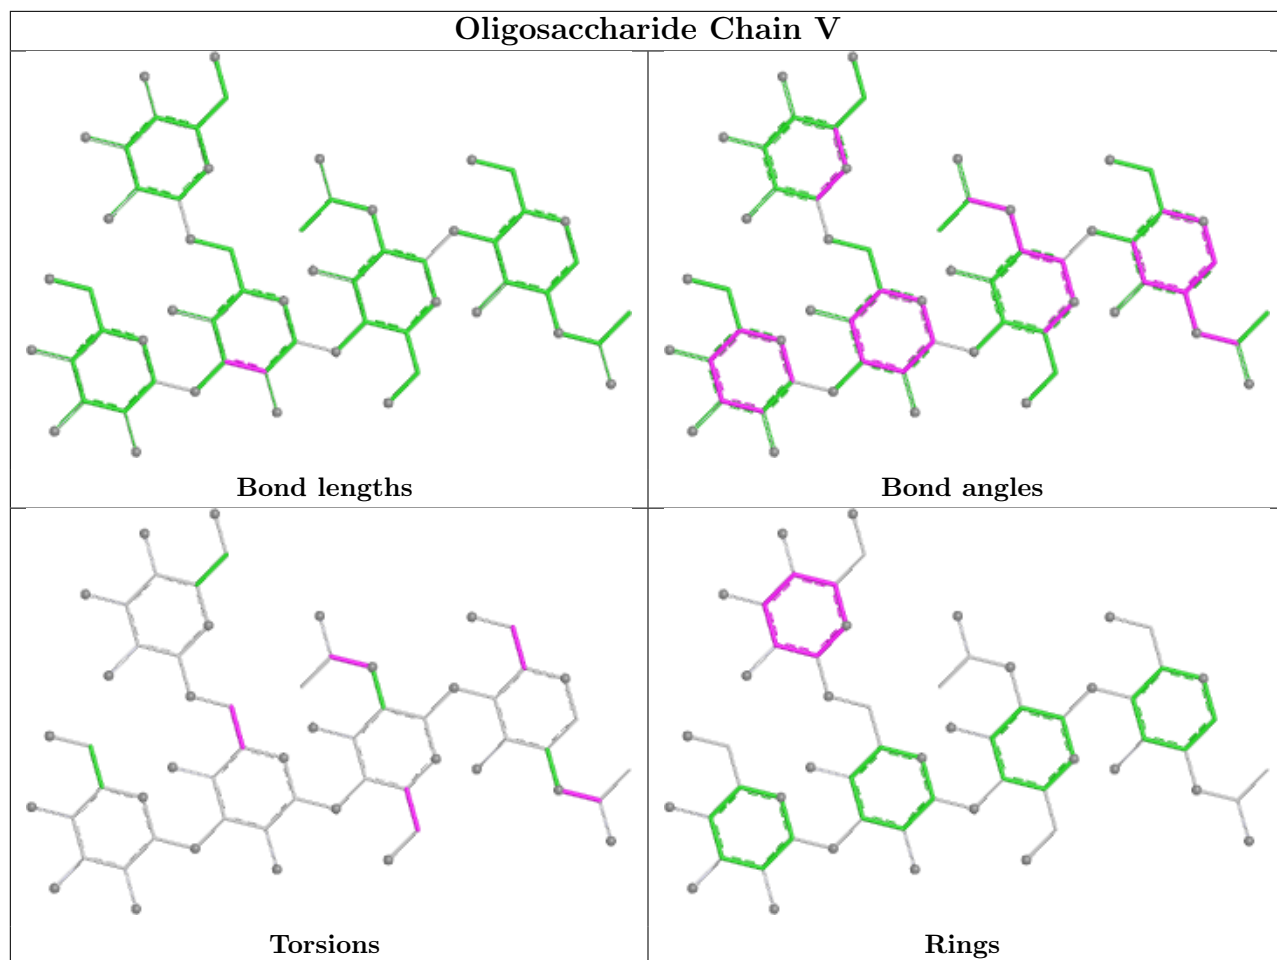 Oligosaccharide Chain V
Bond lengths
Bond angles
Torsions
Rings